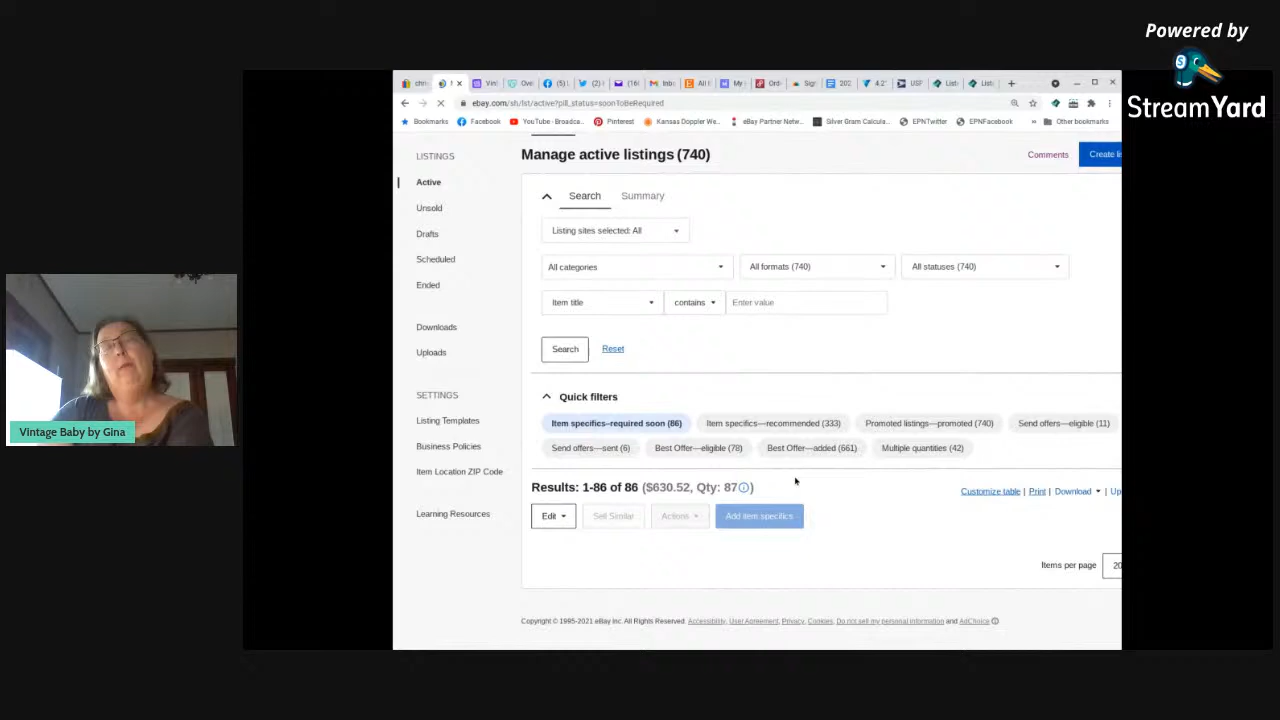 Powered by
StreamYard
ebay.com/sh/list/active?pill_status=soonToBeRequired
Bookmarks Facebook YouTube - Broadca... Pinterest Kansas Doppler We... eBay Partner Netw... Silver Gram Calcula... EPNTwitter EPNFacebook » Other bookmarks
LISTINGS
Active
Unsold
Drafts
Scheduled
Ended
Downloads
Uploads
SETTINGS
Listing Templates
Business Policies
Item Location ZIP Code
Learning Resources
Manage active listings (740)
Comments
Create li
Search Summary
Listing sites selected: All
All categories All formats (740) All statuses (740)
Item title contains Enter value
Search Reset
Quick filters
Item specifics–required soon (86) Item specifics—recommended (333) Promoted listings—promoted (740) Send offers—eligible (11)
Send offers—sent (6) Best Offer—eligible (78) Best Offer—added (661) Multiple quantities (42)
Results: 1-86 of 86 ($630.52, Qty: 87)
Customize table | Print | Download | Up
Edit Sell Similar Actions Add item specifics
Items per page 20
Copyright © 1995-2021 eBay Inc. All Rights Reserved. Accessibility, User Agreement, Privacy, Cookies, Do not sell my personal information and AdChoice
Vintage Baby by Gina